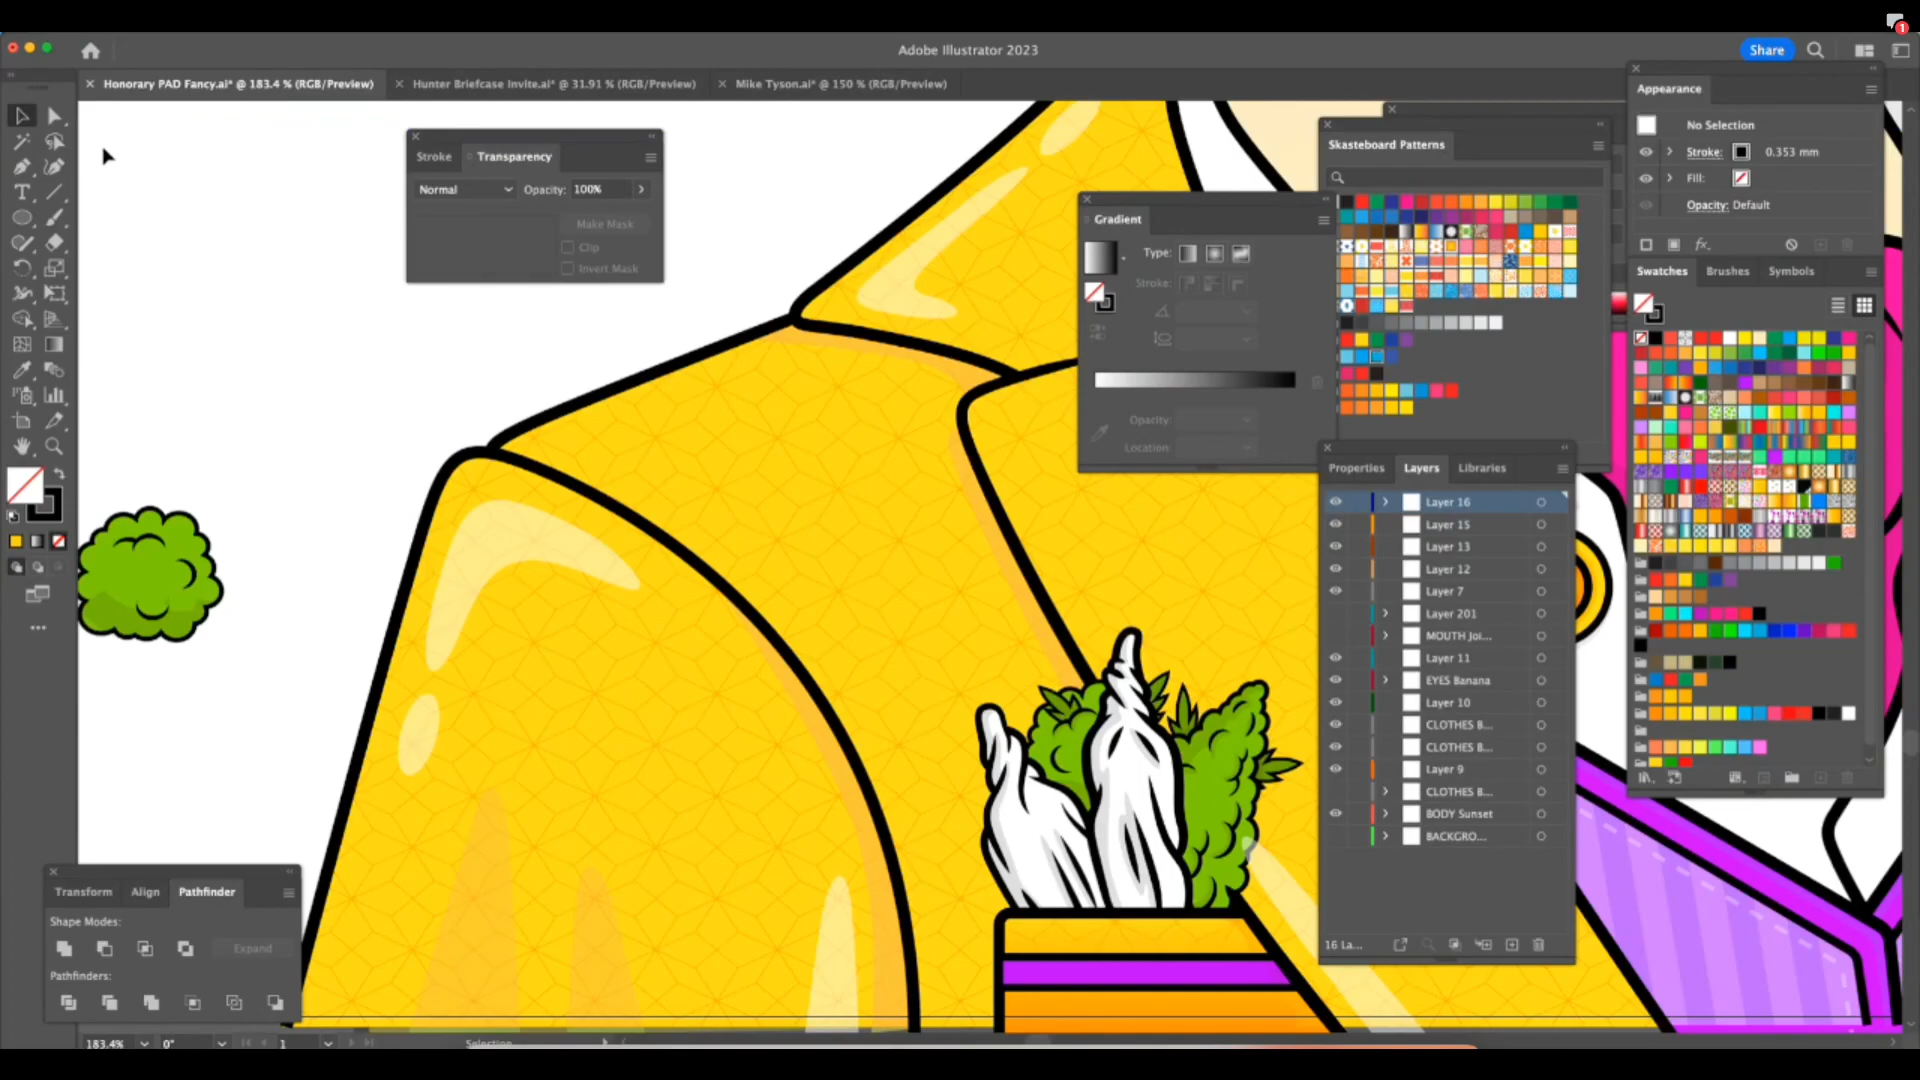 1
Adobe Illustrator 2023
Share
Honorary PAD Fancy.ai* @ 183.4 % (RGB/Preview)
Hunter Briefcase Invite.ai* @ 31.91 % (RGB/Preview)
Mike Tyson.ai* @ 150 % (RGB/Preview)
Stroke
Transparency
Normal
Opacity: 100%
Make Mask
Clip
Invert Mask
Skasteboard Patterns
Gradient
Type:
Stroke:
Opacity:
Location:
Appearance
No Selection
Stroke: 0.353 mm
Fill:
Opacity: Default
fx
Swatches
Brushes
Symbols
Properties
Layers
Libraries
Layer 16
Layer 15
Layer 13
Layer 12
Layer 7
Layer 201
MOUTH Joi...
Layer 11
EYES Banana
Layer 10
CLOTHES B...
CLOTHES B...
Layer 9
CLOTHES B...
BODY Sunset
BACKGRO...
16 La...
Transform
Align
Pathfinder
Shape Modes:
Expand
Pathfinders:
183.4%
0°
1
Selection